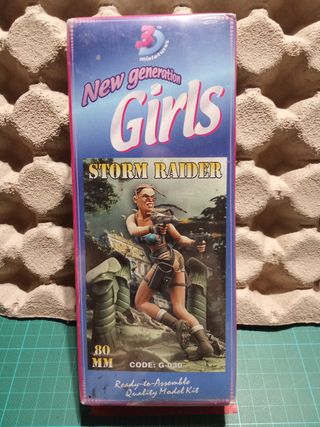 3
miniatures
New generation
Girls
STORM RAIDER
80
MM
CODE: G-030
Ready-to-Assemble
Quality Model Kit